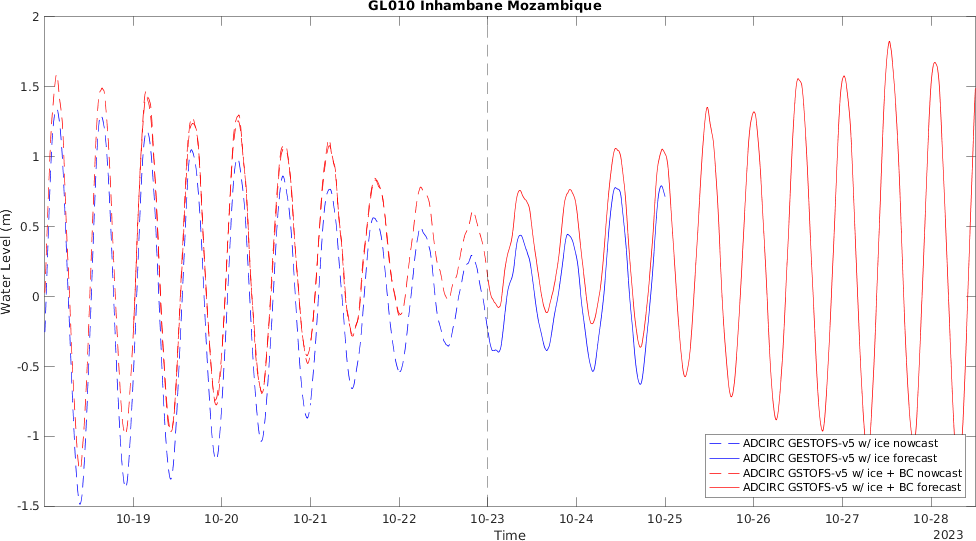 GL010 Inhambane Mozambique
2
1.5
1
0.5
0
-0.5
-1
-1.5
Water Level (m)
ADCIRC GESTOFS-v5 w/ ice nowcast
ADCIRC GESTOFS-v5 w/ ice forecast
ADCIRC GSTOFS-v5 w/ ice + BC nowcast
ADCIRC GSTOFS-v5 w/ ice + BC forecast
10-19 10-20 10-21 10-22 10-23 10-24 10-25 10-26 10-27 10-28
Time 2023